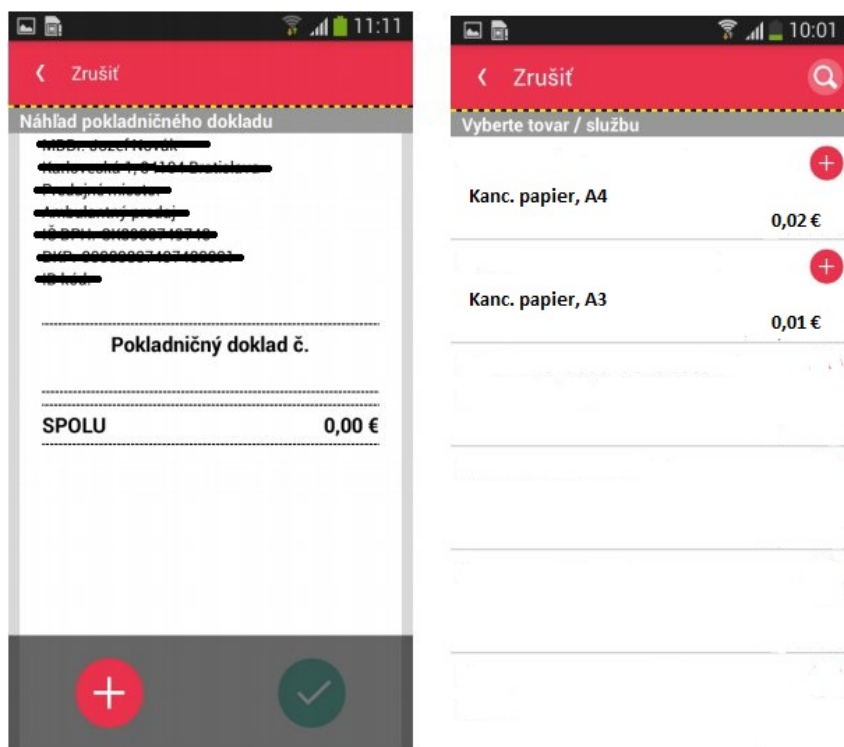 11:11
Zrušiť
Náhľad pokladničného dokladu
Pokladničný doklad č.
SPOLU 0,00 €
10:01
Zrušiť
Vyberte tovar / službu
Kanc. papier, A4
0,02 €
Kanc. papier, A3
0,01 €